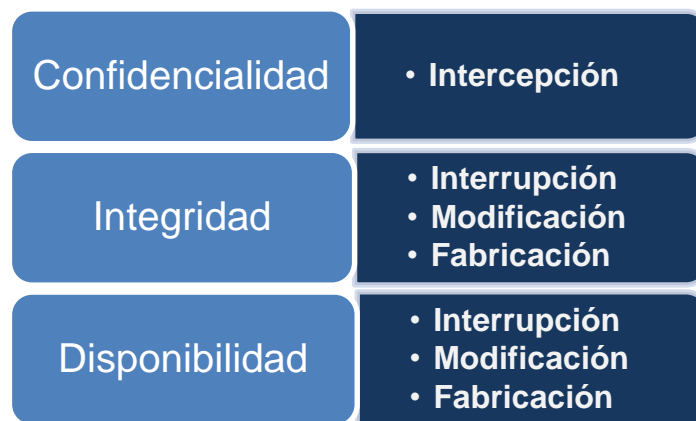 Confidencialidad
• Intercepción
Integridad
• Interrupción
• Modificación
• Fabricación
Disponibilidad
• Interrupción
• Modificación
• Fabricación